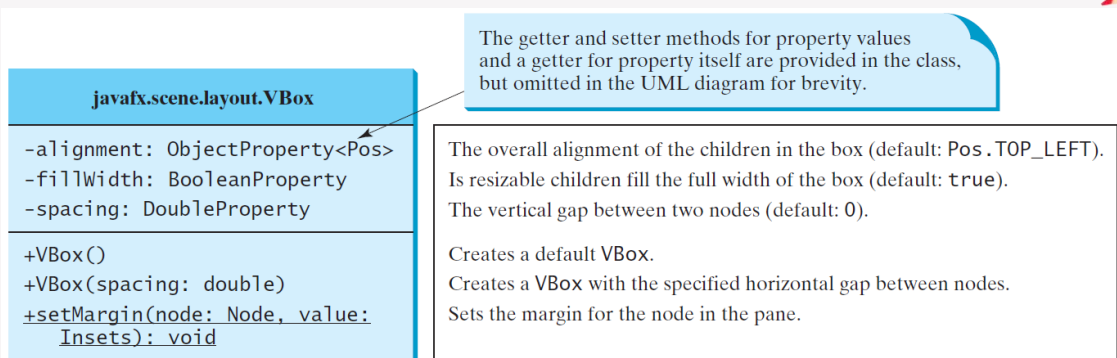 The getter and setter methods for property values
and a getter for property itself are provided in the class,
but omitted in the UML diagram for brevity.
javafx.scene.layout.VBox
-alignment: ObjectProperty<Pos>
-fillWidth: BooleanProperty
-spacing: DoubleProperty
The overall alignment of the children in the box (default: Pos.TOP_LEFT).
Is resizable children fill the full width of the box (default: true).
The vertical gap between two nodes (default: 0).
+VBox()
+VBox(spacing: double)
+setMargin(node: Node, value:
Insets): void
Creates a default VBox.
Creates a VBox with the specified horizontal gap between nodes.
Sets the margin for the node in the pane.